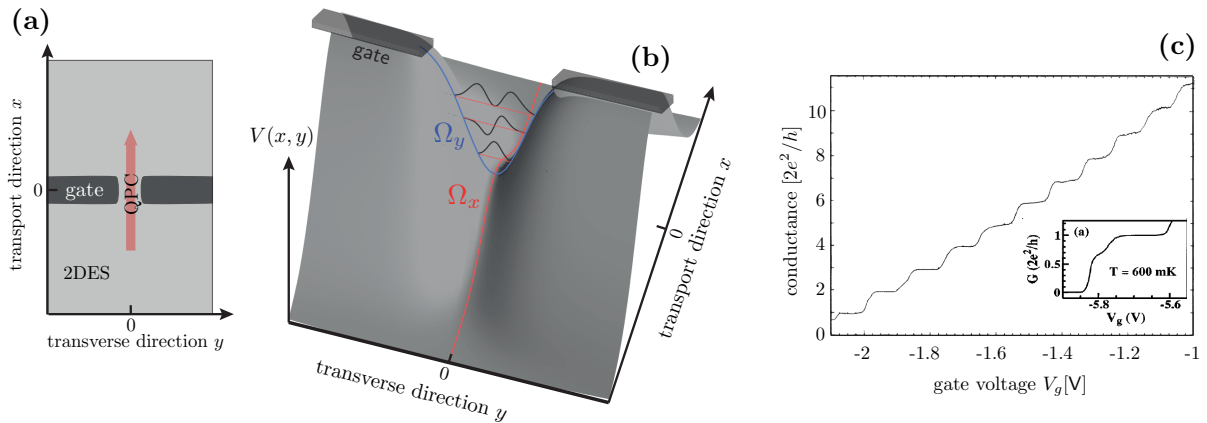 (a)
transport direction x
0
gate
QPC
2DES
0
transverse direction y
(b)
gate
V(x, y)
Ω_y
Ω_x
transport direction x
0
0
transverse direction y
(c)
conductance [2e²/h]
10
8
6
4
2
0
-2
-1.8
-1.6
-1.4
-1.2
-1
gate voltage V_g[V]
(a)
G (2e²/h)
1
0.5
0
T = 600 mK
-5.8
-5.6
V_g (V)